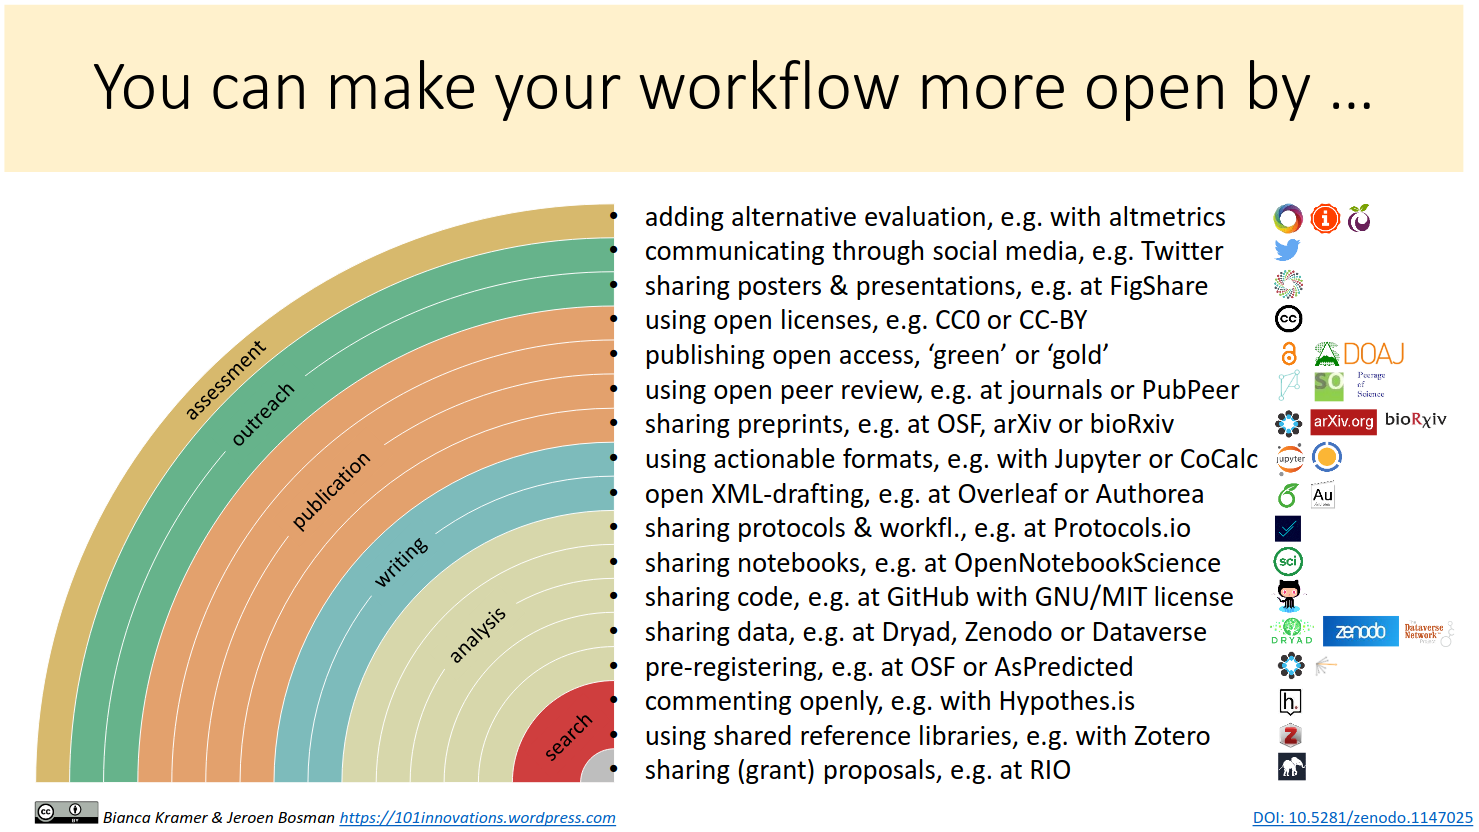 You can make your workflow more open by ...
assessment
outreach
publication
writing
analysis
search
• adding alternative evaluation, e.g. with altmetrics
• communicating through social media, e.g. Twitter
• sharing posters & presentations, e.g. at FigShare
• using open licenses, e.g. CC0 or CC-BY
cc
• publishing open access, ‘green’ or ‘gold’
DOAJ
• using open peer review, e.g. at journals or PubPeer
SO
Peerage
of
Science
• sharing preprints, e.g. at OSF, arXiv or bioRxiv
arXiv.org
bioRχiv
• using actionable formats, e.g. with Jupyter or CoCalc
jupyter
• open XML-drafting, e.g. at Overleaf or Authorea
Au
• sharing protocols & workfl., e.g. at Protocols.io
• sharing notebooks, e.g. at OpenNotebookScience
sci
• sharing code, e.g. at GitHub with GNU/MIT license
• sharing data, e.g. at Dryad, Zenodo or Dataverse
DRYAD
zenodo
Dataverse
Network
• pre-registering, e.g. at OSF or AsPredicted
• commenting openly, e.g. with Hypothes.is
h.
• using shared reference libraries, e.g. with Zotero
Z
• sharing (grant) proposals, e.g. at RIO
cc BY
Bianca Kramer & Jeroen Bosman https://101innovations.wordpress.com
DOI: 10.5281/zenodo.1147025